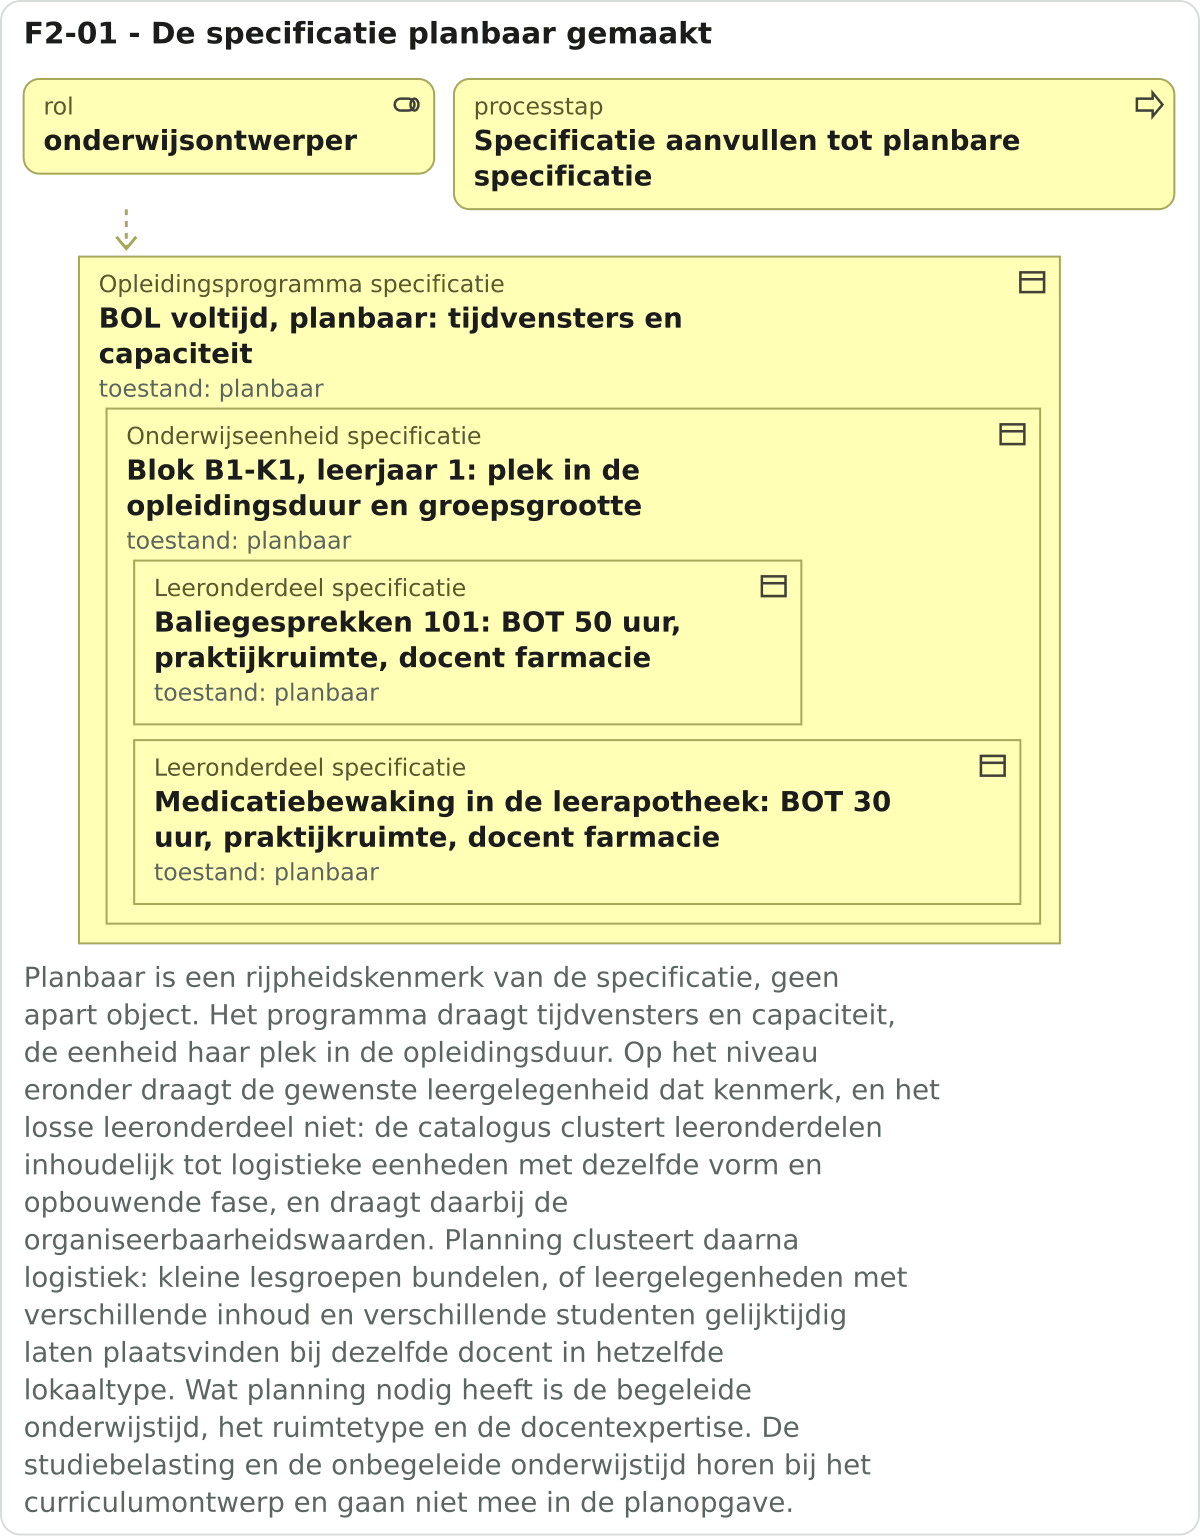 F2-01 - De specificatie planbaar gemaakt
rol
onderwijsontwerper
processtap
Specificatie aanvullen tot planbare
specificatie
Opleidingsprogramma specificatie
BOL voltijd, planbaar: tijdvensters en
capaciteit
toestand: planbaar
Onderwijseenheid specificatie
Blok B1-K1, leerjaar 1: plek in de
opleidingsduur en groepsgrootte
toestand: planbaar
Leeronderdeel specificatie
Baliegesprekken 101: BOT 50 uur,
praktijkruimte, docent farmacie
toestand: planbaar
Leeronderdeel specificatie
Medicatiebewaking in de leerapotheek: BOT 30
uur, praktijkruimte, docent farmacie
toestand: planbaar
Planbaar is een rijpheidskenmerk van de specificatie, geen
apart object. Het programma draagt tijdvensters en capaciteit,
de eenheid haar plek in de opleidingsduur. Op het niveau
eronder draagt de gewenste leergelegenheid dat kenmerk, en het
losse leeronderdeel niet: de catalogus clustert leeronderdelen
inhoudelijk tot logistieke eenheden met dezelfde vorm en
opbouwende fase, en draagt daarbij de
organiseerbaarheidswaarden. Planning clusteert daarna
logistiek: kleine lesgroepen bundelen, of leergelegenheden met
verschillende inhoud en verschillende studenten gelijktijdig
laten plaatsvinden bij dezelfde docent in hetzelfde
lokaaltype. Wat planning nodig heeft is de begeleide
onderwijstijd, het ruimtetype en de docentexpertise. De
studiebelasting en de onbegeleide onderwijstijd horen bij het
curriculumontwerp en gaan niet mee in de planopgave.